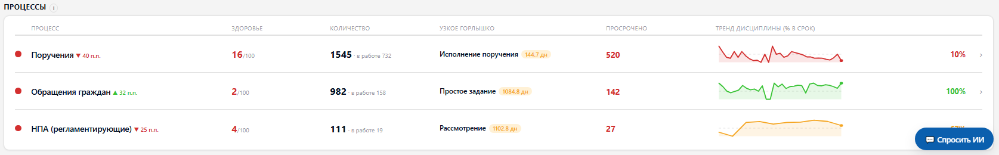 ПРОЦЕССЫ i
ПРОЦЕСС ЗДОРОВЬЕ КОЛИЧЕСТВО УЗКОЕ ГОРЛЫШКО ПРОСРОЧЕНО ТРЕНД ДИСЦИПЛИНЫ (% В СРОК)
Поручения ▼ 40 п.п. 16/100 1545 · в работе 732 Исполнение поручения 144.7 дн 520 10% ›
Обращения граждан ▲ 32 п.п. 2/100 982 · в работе 158 Простое задание 1084.8 дн 142 100% ›
НПА (регламентирующие) ▼ 25 п.п. 4/100 111 · в работе 19 Рассмотрение 1102.8 дн 27
Спросить ИИ